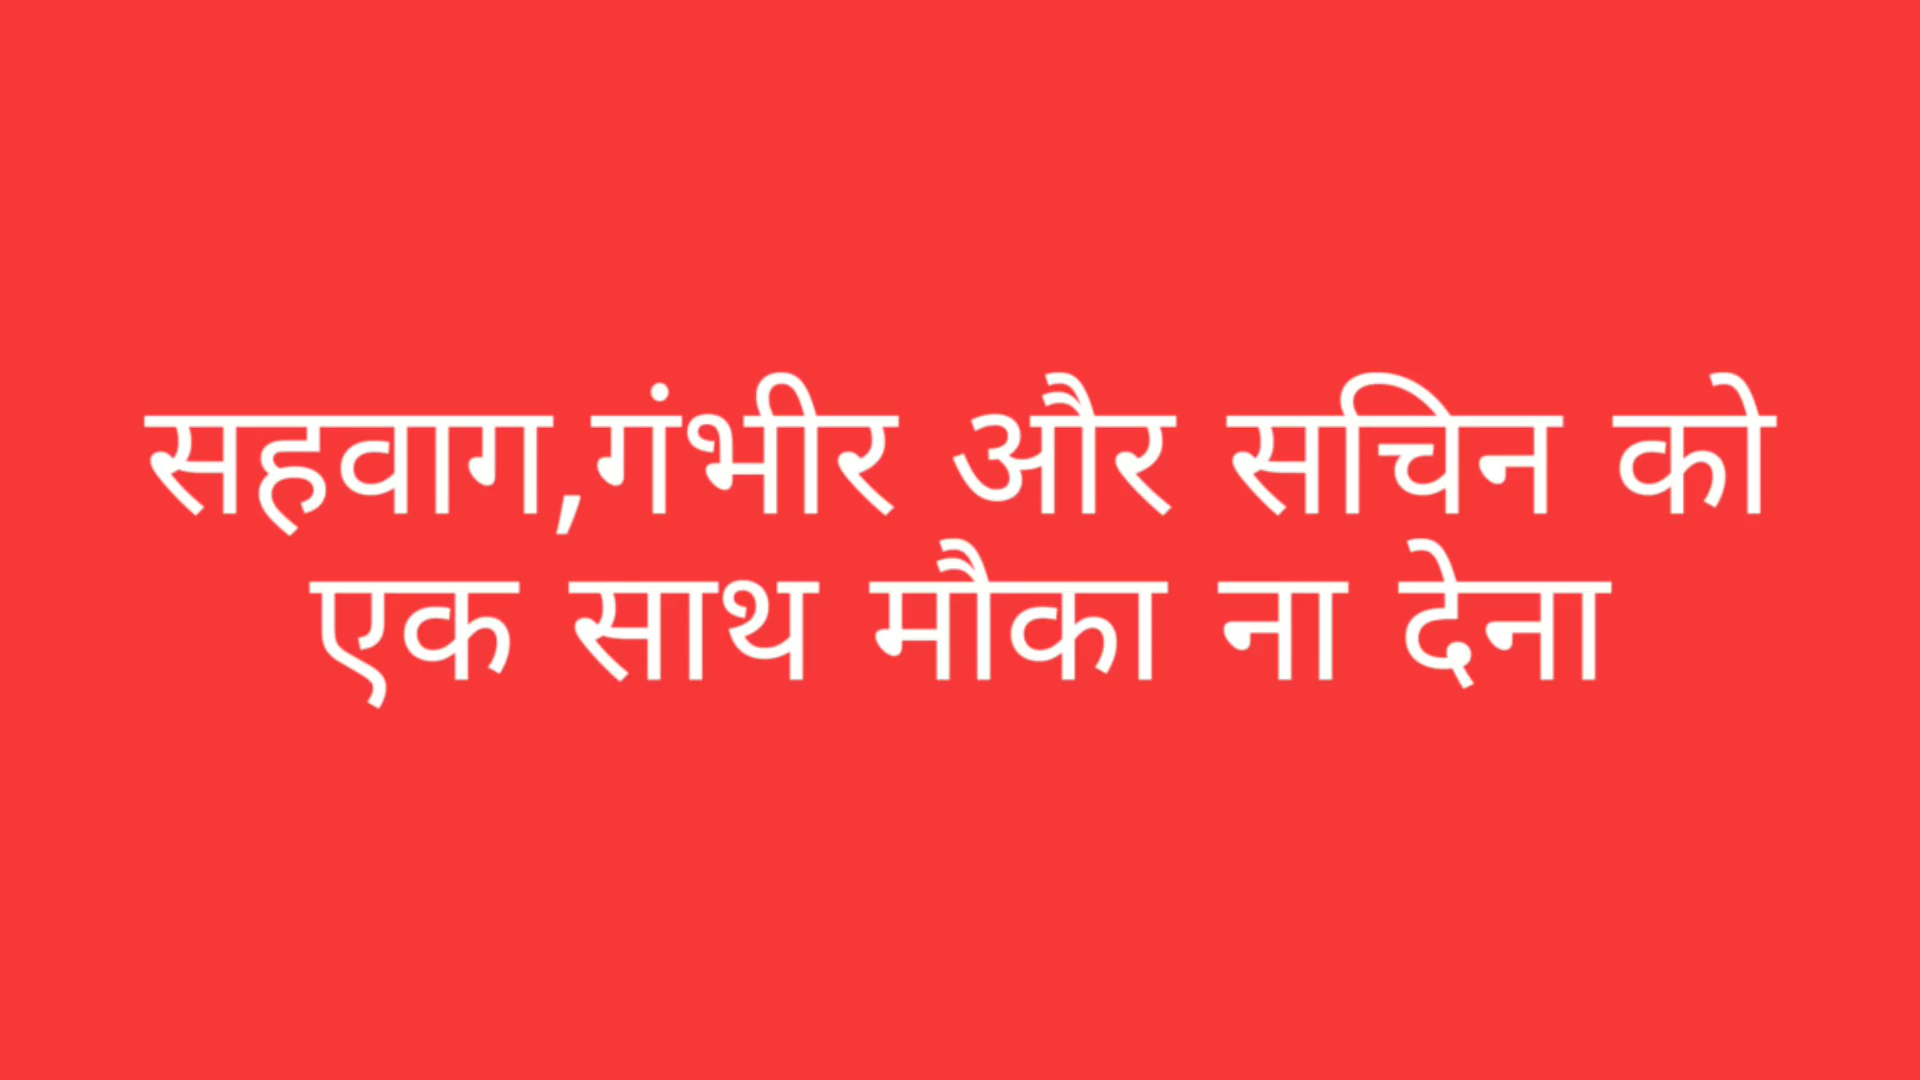 सहवाग,गंभीर और सचिन को
एक साथ मौका ना देना